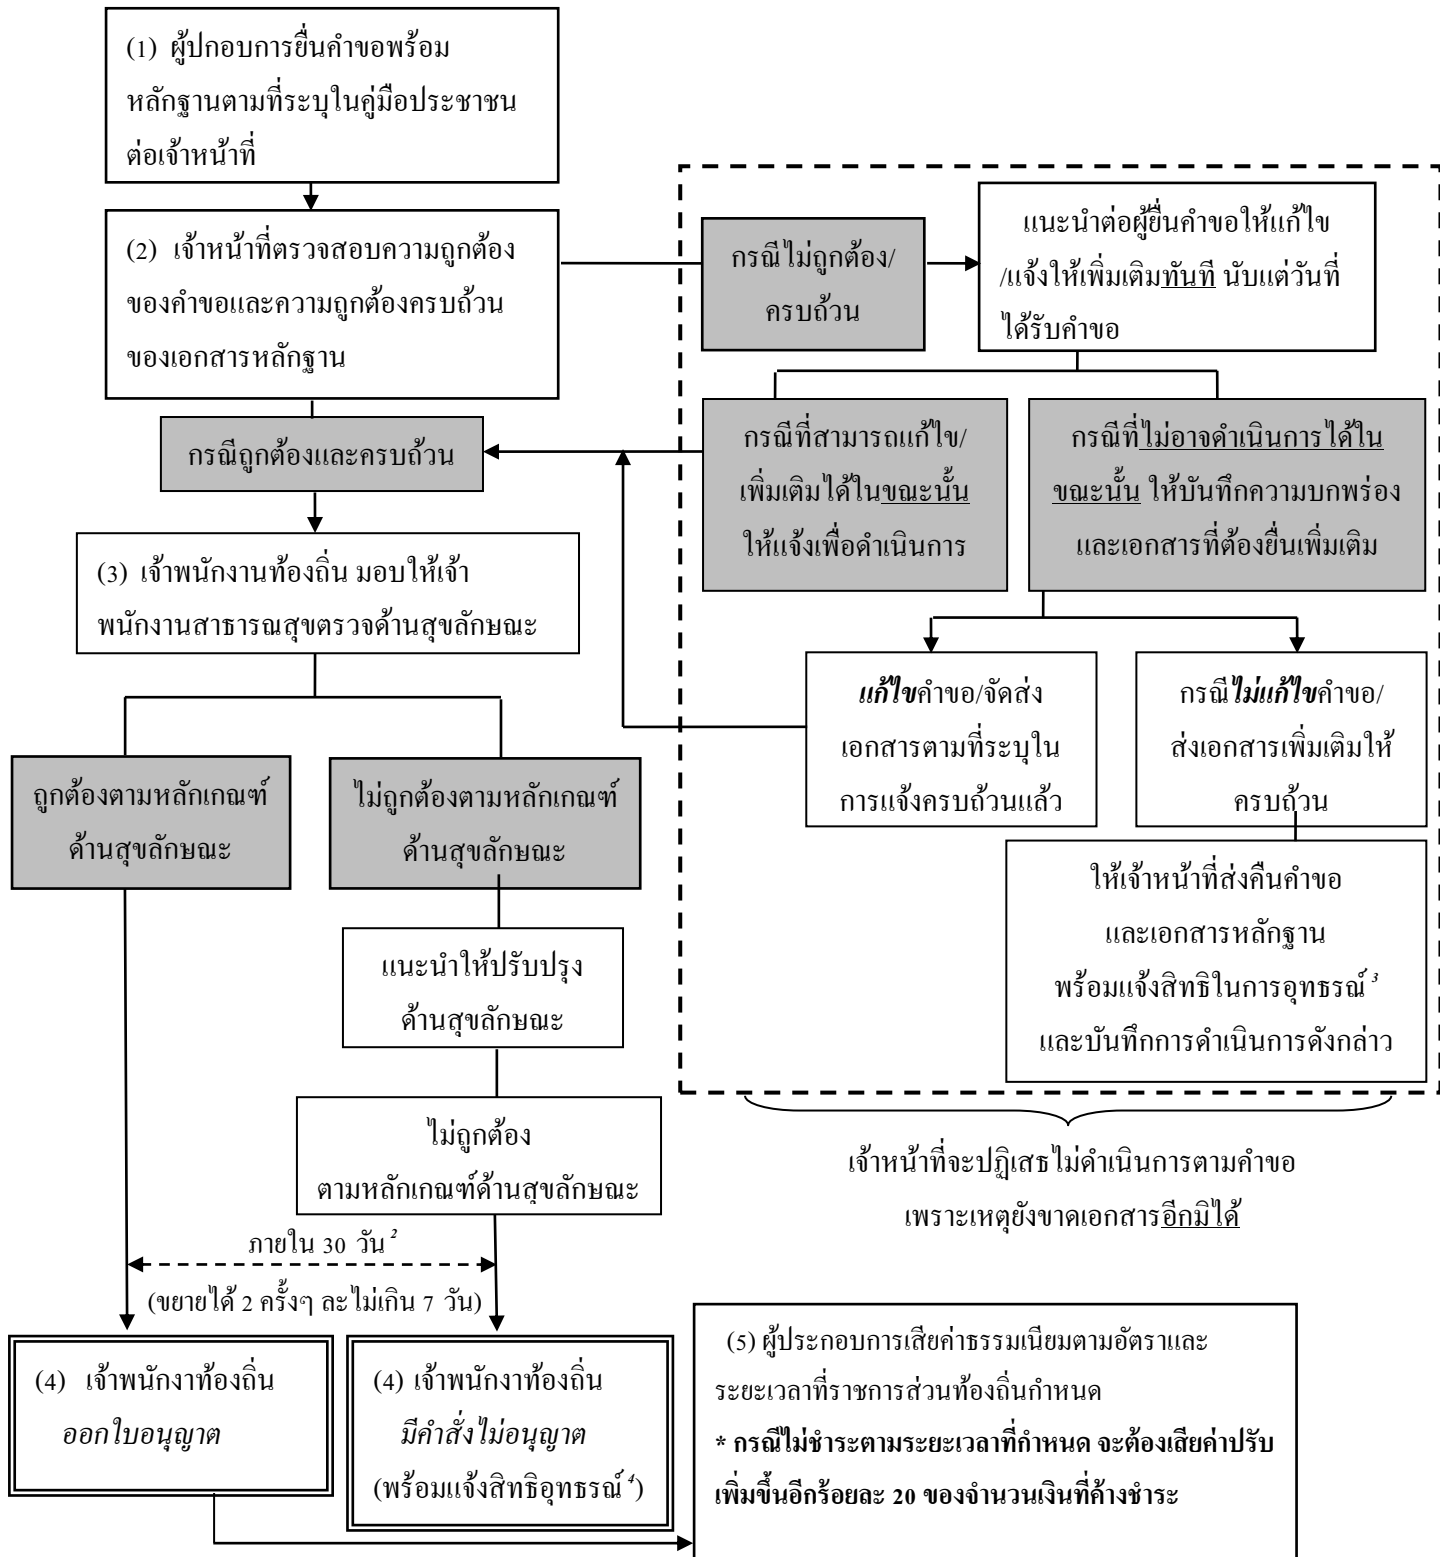 (1) ผู้ปกอบการยื่นคำขอพร้อม
หลักฐานตามที่ระบุในคู่มือประชาชน
ต่อเจ้าหน้าที่
(2) เจ้าหน้าที่ตรวจสอบความถูกต้อง
ของคำขอและความถูกต้องครบถ้วน
ของเอกสารหลักฐาน
กรณีไม่ถูกต้อง/
ครบถ้วน
แนะนำต่อผู้ยื่นคำขอให้แก้ไข
/แจ้งให้เพิ่มเติมทันที นับแต่วันที่
ได้รับคำขอ
กรณีถูกต้องและครบถ้วน
กรณีที่สามารถแก้ไข/
เพิ่มเติมได้ในขณะนั้น
ให้แจ้งเพื่อดำเนินการ
กรณีที่ไม่อาจดำเนินการได้ใน
ขณะนั้น ให้บันทึกความบกพร่อง
และเอกสารที่ต้องยื่นเพิ่มเติม
(3) เจ้าพนักงานท้องถิ่น มอบให้เจ้า
พนักงานสาธารณสุขตรวจด้านสุขลักษณะ
แก้ไขคำขอ/จัดส่ง
เอกสารตามที่ระบุใน
การแจ้งครบถ้วนแล้ว
กรณีไม่แก้ไขคำขอ/
ส่งเอกสารเพิ่มเติมให้
ครบถ้วน
ถูกต้องตามหลักเกณฑ์
ด้านสุขลักษณะ
ไม่ถูกต้องตามหลักเกณฑ์
ด้านสุขลักษณะ
ให้เจ้าหน้าที่ส่งคืนคำขอ
และเอกสารหลักฐาน
พร้อมแจ้งสิทธิในการอุทธรณ์ 3
และบันทึกการดำเนินการดังกล่าว
แนะนำให้ปรับปรุง
ด้านสุขลักษณะ
ไม่ถูกต้อง
ตามหลักเกณฑ์ด้านสุขลักษณะ
เจ้าหน้าที่จะปฏิเสธไม่ดำเนินการตามคำขอ
เพราะเหตุยังขาดเอกสารอีกมิได้
ภายใน 30 วัน 2
(ขยายได้ 2 ครั้งๆ ละไม่เกิน 7 วัน)
(4) เจ้าพนักงาท้องถิ่น
ออกใบอนุญาต
(4) เจ้าพนักงาท้องถิ่น
มีคำสั่งไม่อนุญาต
(พร้อมแจ้งสิทธิอุทธรณ์ 4)
(5) ผู้ประกอบการเสียค่าธรรมเนียมตามอัตราและ
ระยะเวลาที่ราชการส่วนท้องถิ่นกำหนด
* กรณีไม่ชำระตามระยะเวลาที่กำหนด จะต้องเสียค่าปรับ
เพิ่มขึ้นอีกร้อยละ 20 ของจำนวนเงินที่ค้างชำระ